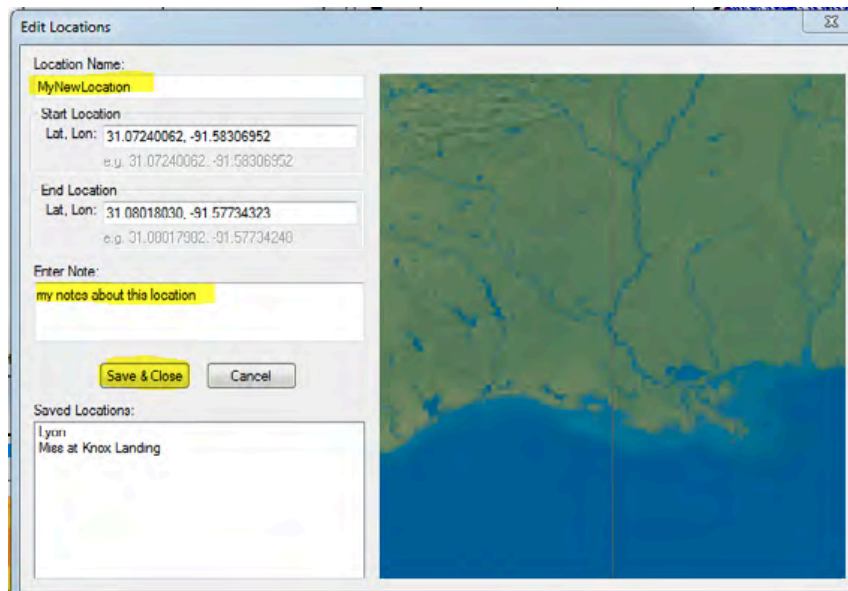 Edit Locations
Location Name:
MyNewLocation
Start Location
Lat, Lon: 31.07240062, -91.58306952
e.g. 31.07240062, -91.58306952
End Location
Lat, Lon: 31.08018030, -91.57734323
e.g. 31.08017902, -91.57734240
Enter Note:
my notes about this location
Save & Close Cancel
Saved Locations:
Lyon
Miss at Knox Landing